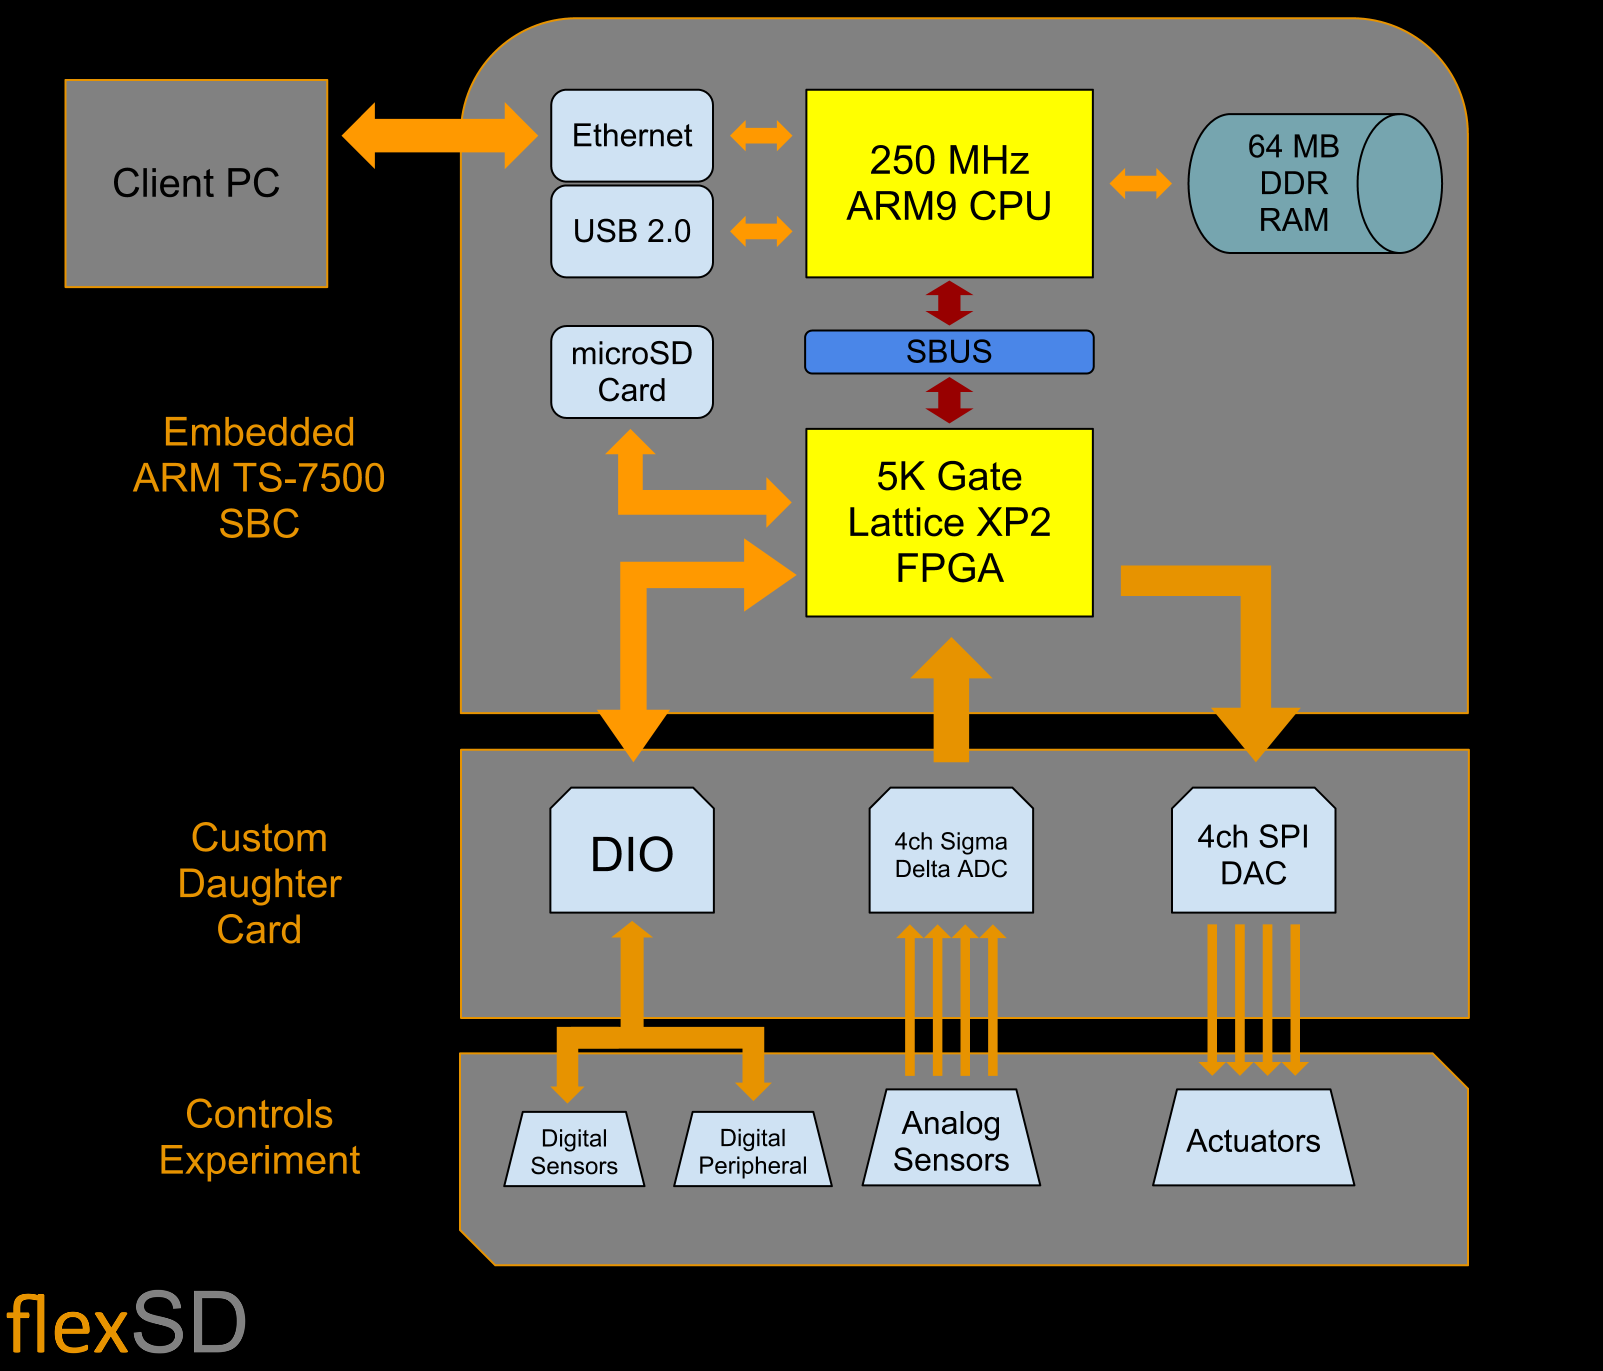 Client PC
Ethernet
USB 2.0
250 MHz
ARM9 CPU
64 MB
DDR
RAM
SBUS
microSD
Card
5K Gate
Lattice XP2
FPGA
Embedded
ARM TS-7500
SBC
DIO
4ch Sigma
Delta ADC
4ch SPI
DAC
Custom
Daughter
Card
Controls
Experiment
Digital
Sensors
Digital
Peripheral
Analog
Sensors
Actuators
flexSD